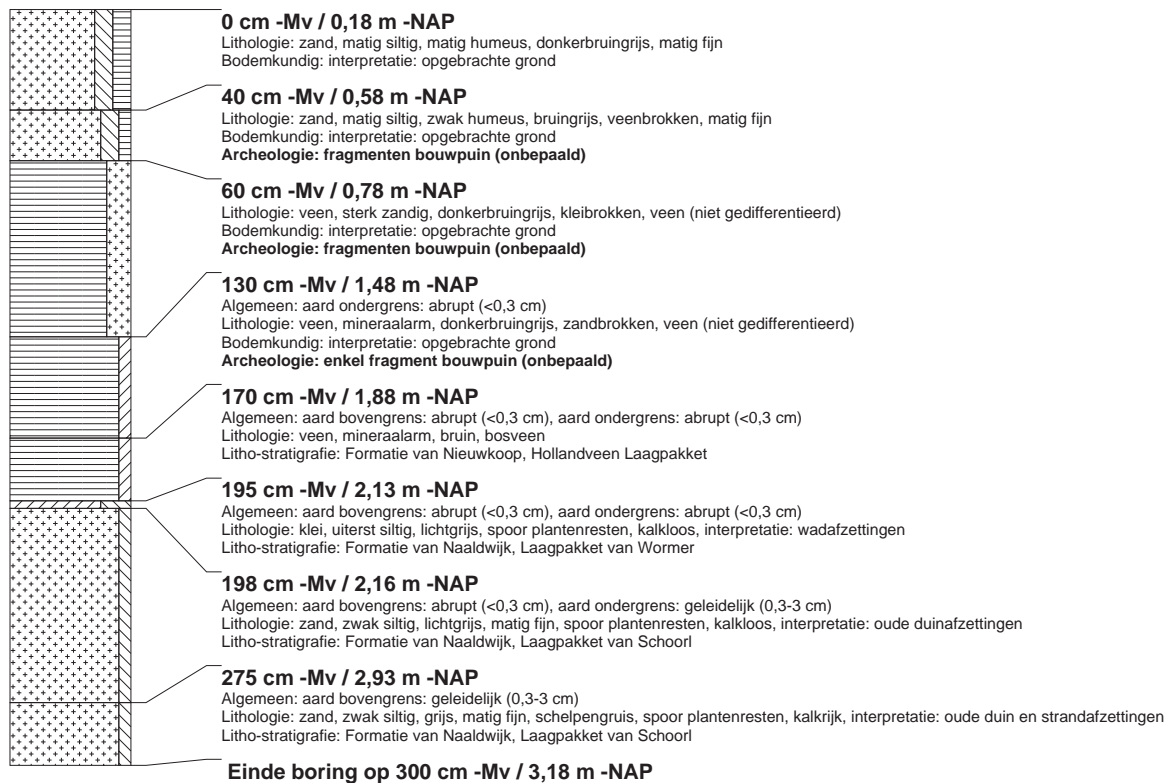 0 cm -Mv / 0,18 m -NAP
Lithologie: zand, matig siltig, matig humeus, donkerbruingrijs, matig fijn
Bodemkundig: interpretatie: opgebrachte grond
40 cm -Mv / 0,58 m -NAP
Lithologie: zand, matig siltig, zwak humeus, bruingrijs, veenbrokken, matig fijn
Bodemkundig: interpretatie: opgebrachte grond
Archeologie: fragmenten bouwpuin (onbepaald)
60 cm -Mv / 0,78 m -NAP
Lithologie: veen, sterk zandig, donkerbruingrijs, kleibrokken, veen (niet gedifferentieerd)
Bodemkundig: interpretatie: opgebrachte grond
Archeologie: fragmenten bouwpuin (onbepaald)
130 cm -Mv / 1,48 m -NAP
Algemeen: aard ondergrens: abrupt (<0,3 cm)
Lithologie: veen, mineraalarm, donkerbruingrijs, zandbrokken, veen (niet gedifferentieerd)
Bodemkundig: interpretatie: opgebrachte grond
Archeologie: enkel fragment bouwpuin (onbepaald)
170 cm -Mv / 1,88 m -NAP
Algemeen: aard bovengrens: abrupt (<0,3 cm), aard ondergrens: abrupt (<0,3 cm)
Lithologie: veen, mineraalarm, bruin, bosveen
Litho-stratigrafie: Formatie van Nieuwkoop, Hollandveen Laagpakket
195 cm -Mv / 2,13 m -NAP
Algemeen: aard bovengrens: abrupt (<0,3 cm), aard ondergrens: abrupt (<0,3 cm)
Lithologie: klei, uiterst siltig, lichtgrijs, spoor plantenresten, kalkloos, interpretatie: wadafzettingen
Litho-stratigrafie: Formatie van Naaldwijk, Laagpakket van Wormer
198 cm -Mv / 2,16 m -NAP
Algemeen: aard bovengrens: abrupt (<0,3 cm), aard ondergrens: geleidelijk (0,3-3 cm)
Lithologie: zand, zwak siltig, lichtgrijs, matig fijn, spoor plantenresten, kalkloos, interpretatie: oude duinafzettingen
Litho-stratigrafie: Formatie van Naaldwijk, Laagpakket van Schoorl
275 cm -Mv / 2,93 m -NAP
Algemeen: aard bovengrens: geleidelijk (0,3-3 cm)
Lithologie: zand, zwak siltig, grijs, matig fijn, schelpengruis, spoor plantenresten, kalkrijk, interpretatie: oude duin en strandafzettingen
Litho-stratigrafie: Formatie van Naaldwijk, Laagpakket van Schoorl
Einde boring op 300 cm -Mv / 3,18 m -NAP